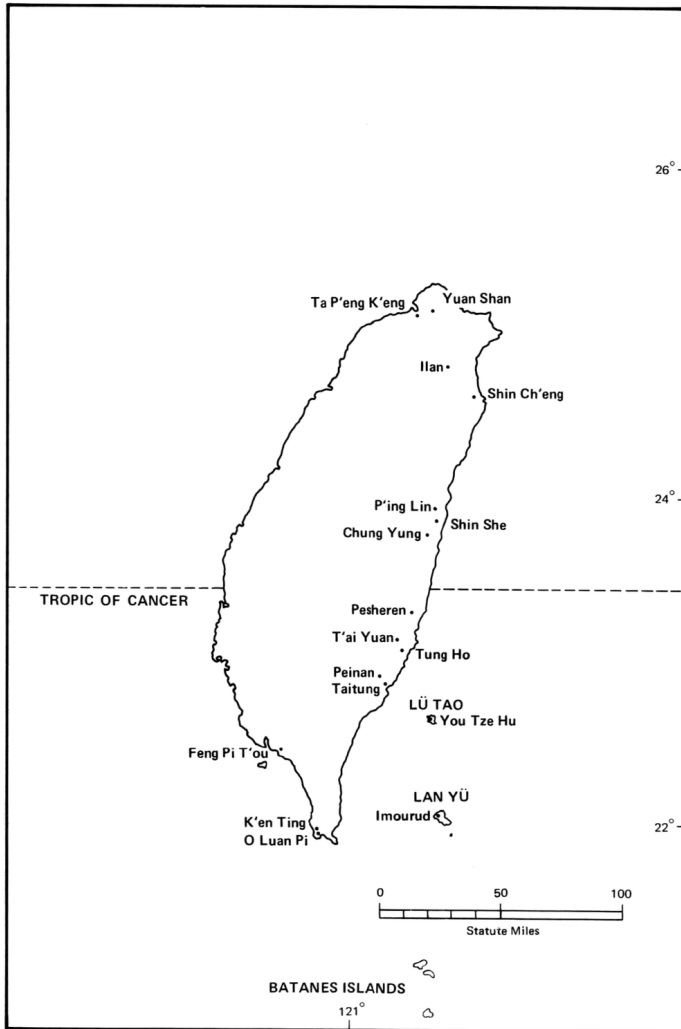 26°
Ta P'eng K'eng
Yuan Shan
Ilan
Shin Ch'eng
24°
P'ing Lin
Shin She
Chung Yung
TROPIC OF CANCER
Pesheren
T'ai Yuan
Tung Ho
Peinan
Taitung
LÜ TAO
You Tze Hu
Feng Pi T'ou
LAN YÜ
Imourud
K'en Ting
O Luan Pi
22°
0 50 100
Statute Miles
BATANES ISLANDS
121°